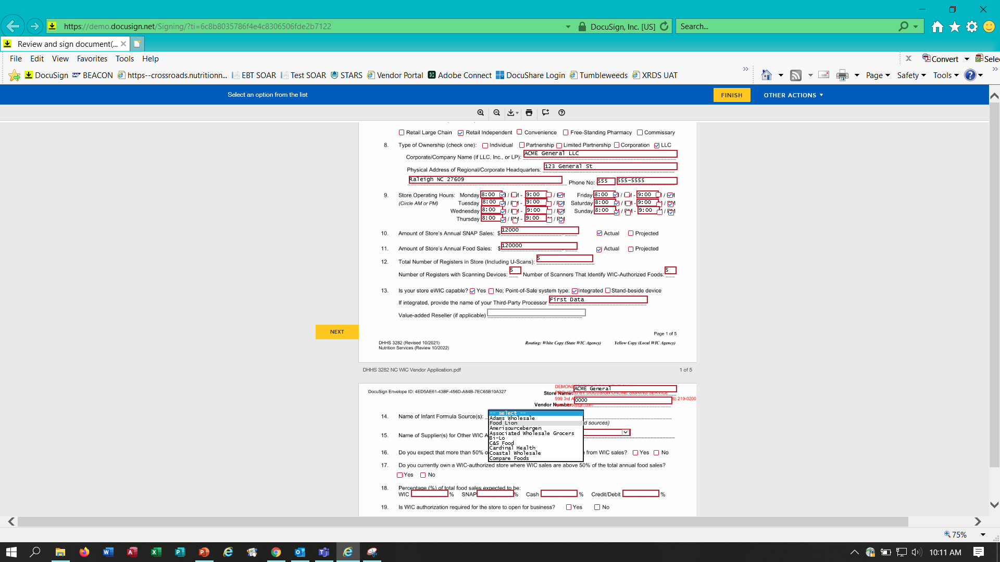 https://demo.docusign.net/Signing/?ti=6c8b8035786f4e4c8306506fde2b7122
DocuSign, Inc. [US]
Search...
Review and sign document(...
File Edit View Favorites Tools Help
Convert
Selec
DocuSign BEACON https--crossroads.nutritionn... EBT SOAR Test SOAR STARS Vendor Portal Adobe Connect DocuShare Login Tumbleweeds XRDS UAT
Page Safety Tools
Select an option from the list
FINISH
OTHER ACTIONS
Retail Large Chain Retail Independent Convenience Free-Standing Pharmacy Commissary
8. Type of Ownership (check one): Individual Partnership Limited Partnership Corporation LLC
Corporate/Company Name (if LLC, Inc., or LP): ACME General LLC
Physical Address of Regional/Corporate Headquarters: 123 General St
Raleigh NC 27609 Phone No: 555 555-5555
9. Store Operating Hours: Monday 8:00 / - 9:00 / Friday 8:00 / - 9:00 /
(Circle AM or PM) Tuesday 8:00 / - 9:00 / Saturday 8:00 / - 9:00 /
Wednesday 8:00 / - 9:00 / Sunday 8:00 / - 9:00 /
Thursday 8:00 / - 9:00 /
10. Amount of Store's Annual SNAP Sales: $ 12000 Actual Projected
11. Amount of Store's Annual Food Sales: $ 120000 Actual Projected
12. Total Number of Registers in Store (Including U-Scans): 5
Number of Registers with Scanning Devices: 5 Number of Scanners That Identify WIC-Authorized Foods: 5
13. Is your store eWIC capable? Yes No; Point-of-Sale system type: Integrated Stand-beside device
If integrated, provide the name of your Third-Party Processor First Data
Value-added Reseller (if applicable)
NEXT
Page 1 of 5
DHHS 3282 (Revised 10/2021) Routing: White Copy (State WIC Agency) Yellow Copy (Local WIC Agency)
Nutrition Services (Review 10/2022)
DHHS 3282 NC WIC Vendor Application.pdf 1 of 5
DocuSign Envelope ID: 4ED5AE61-43BF-456D-A84B-7EC65B10A327
Store Name: ACME General
PROVIDED BY DOCUSIGN ONLINE SIGNING SERVICE
999 3rd 219-0200
Vendor Number: 0000
14. Name of Infant Formula Source(s):
-- select --
Adams Wholesale
Food Lion
Amerisourcebergen
Associated Wholesale Grocers
Bi-Lo
C&S Food
Cardinal Health
Coastal Wholesale
Compare Foods
sources)
15. Name of Supplier(s) for Other WIC
16. Do you expect that more than 50% from WIC sales? Yes No
17. Do you currently own a WIC-authorized store where WIC sales are above 50% of the total annual food sales?
Yes No
18. Percentage (%) of total food sales expected to be:
WIC % SNAP % Cash % Credit/Debit %
19. Is WIC authorization required for the store to open for business? Yes No
75%
10:11 AM